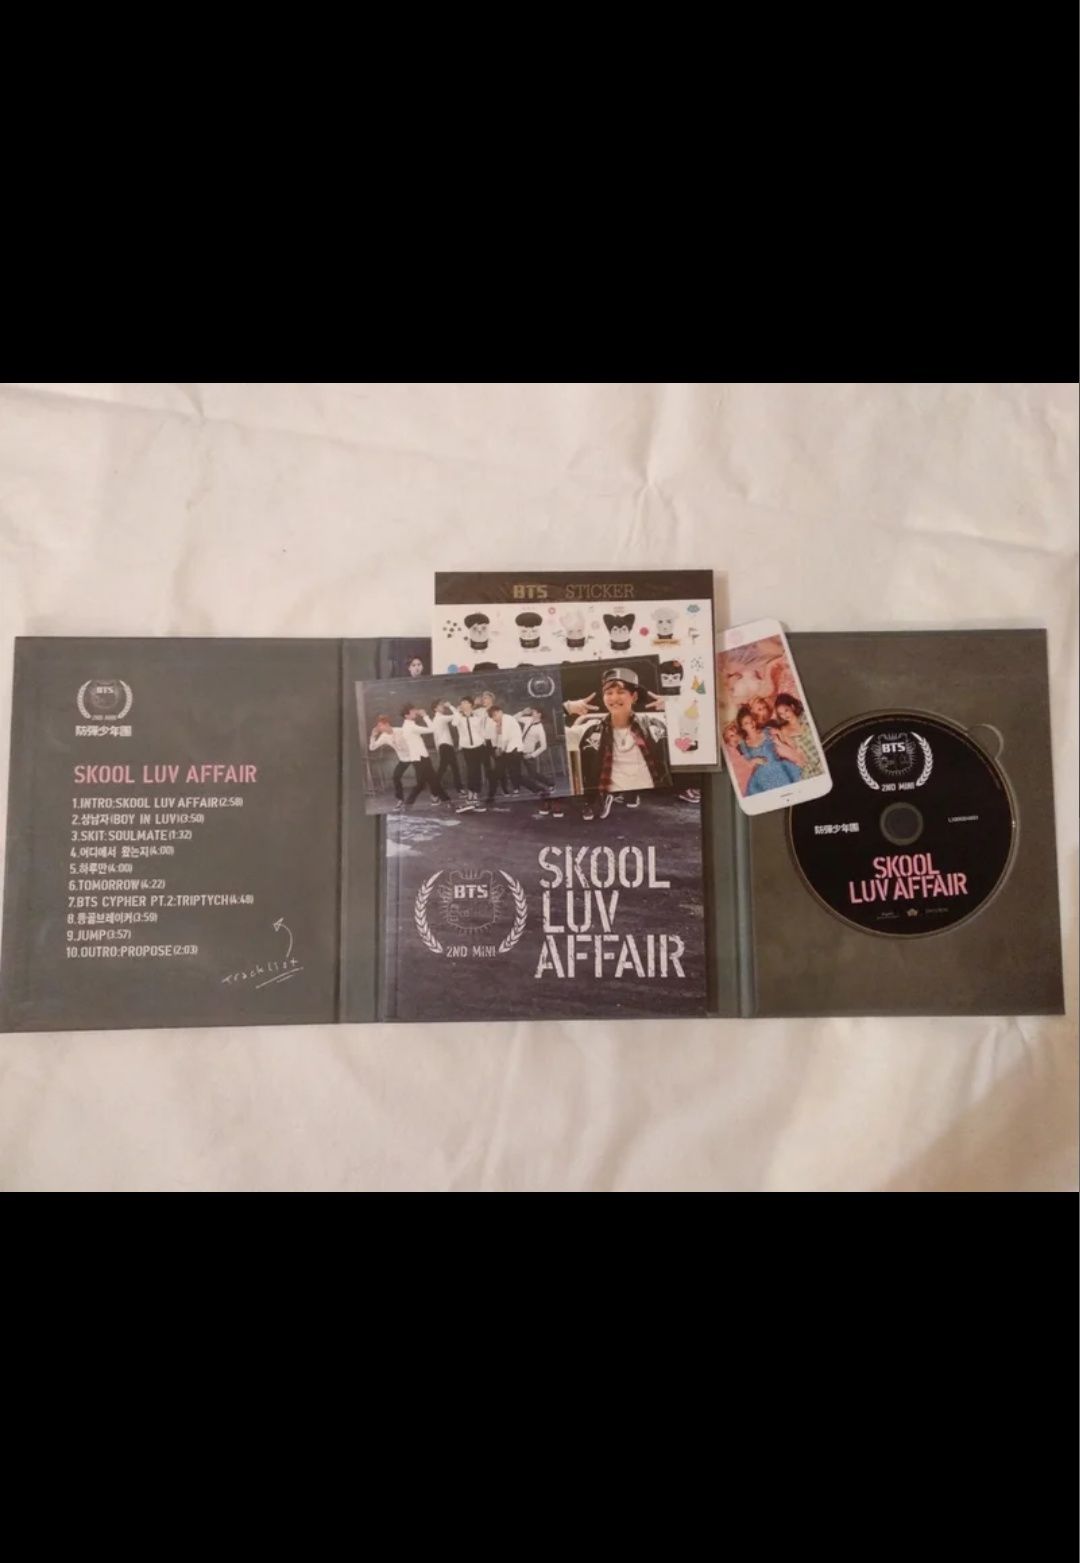 BTS STICKER
BTS
2ND MINI
防彈少年團
SKOOL LUV AFFAIR
1.INTRO:SKOOL LUV AFFAIR(2:58)
2.상남자(BOY IN LUV)(3:50)
3.SKIT:SOULMATE(1:32)
4.어디에서 왔는지(4:00)
5.하루만(4:00)
6.TOMORROW(4:22)
7.BTS CYPHER PT.2:TRIPTYCH(4:48)
8.등골브레이커(3:59)
9.JUMP(3:57)
10.OUTRO:PROPOSE(2:03)
tracklist
BTS
2ND MINI
SKOOL
LUV
AFFAIR
BTS
2ND MINI
防彈少年團
SKOOL
LUV AFFAIR